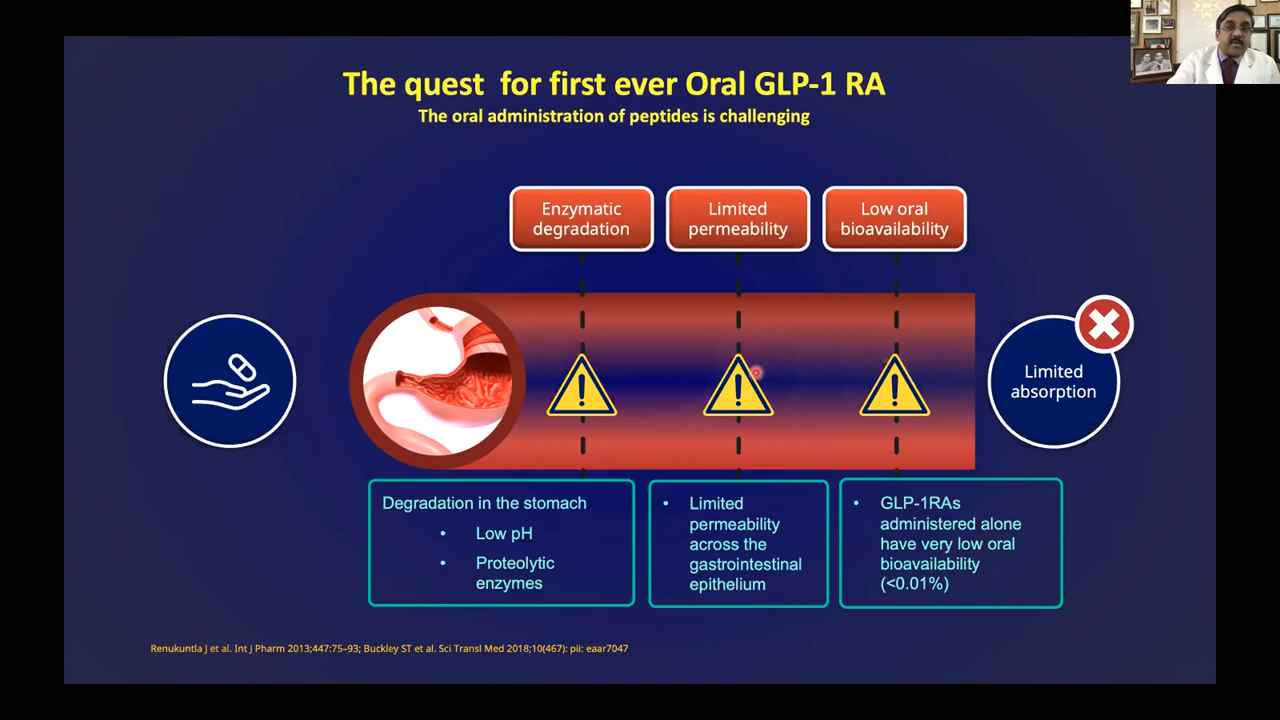 The quest for first ever Oral GLP-1 RA
The oral administration of peptides is challenging
Enzymatic
degradation
Limited
permeability
Low oral
bioavailability
Limited
absorption
Degradation in the stomach
• Low pH
• Proteolytic
enzymes
• Limited
permeability
across the
gastrointestinal
epithelium
• GLP-1RAs
administered alone
have very low oral
bioavailability
(<0.01%)
Renukuntla J et al. Int J Pharm 2013;447:75–93; Buckley ST et al. Sci Transl Med 2018;10(467): pii: eaar7047